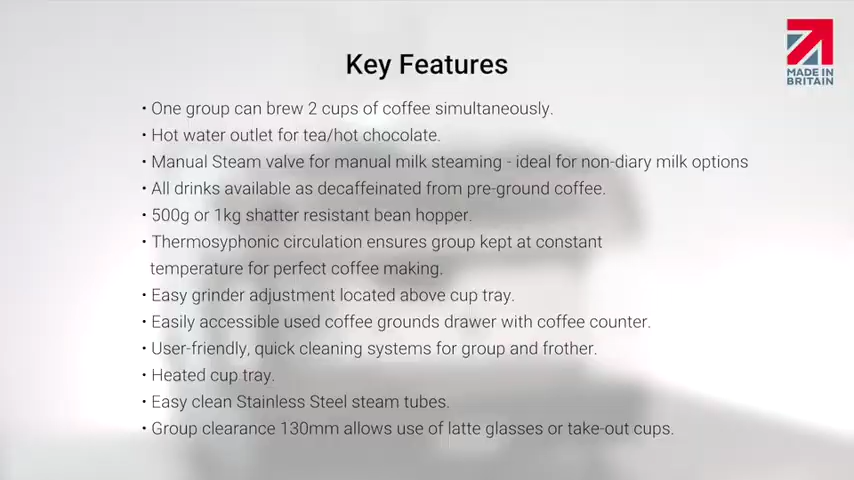 Key Features
MADE IN
BRITAIN
• One group can brew 2 cups of coffee simultaneously.
• Hot water outlet for tea/hot chocolate.
• Manual Steam valve for manual milk steaming - ideal for non-diary milk options
• All drinks available as decaffeinated from pre-ground coffee.
• 500g or 1kg shatter resistant bean hopper.
• Thermosyphonic circulation ensures group kept at constant
temperature for perfect coffee making.
• Easy grinder adjustment located above cup tray.
• Easily accessible used coffee grounds drawer with coffee counter.
• User-friendly, quick cleaning systems for group and frother.
• Heated cup tray.
• Easy clean Stainless Steel steam tubes.
• Group clearance 130mm allows use of latte glasses or take-out cups.